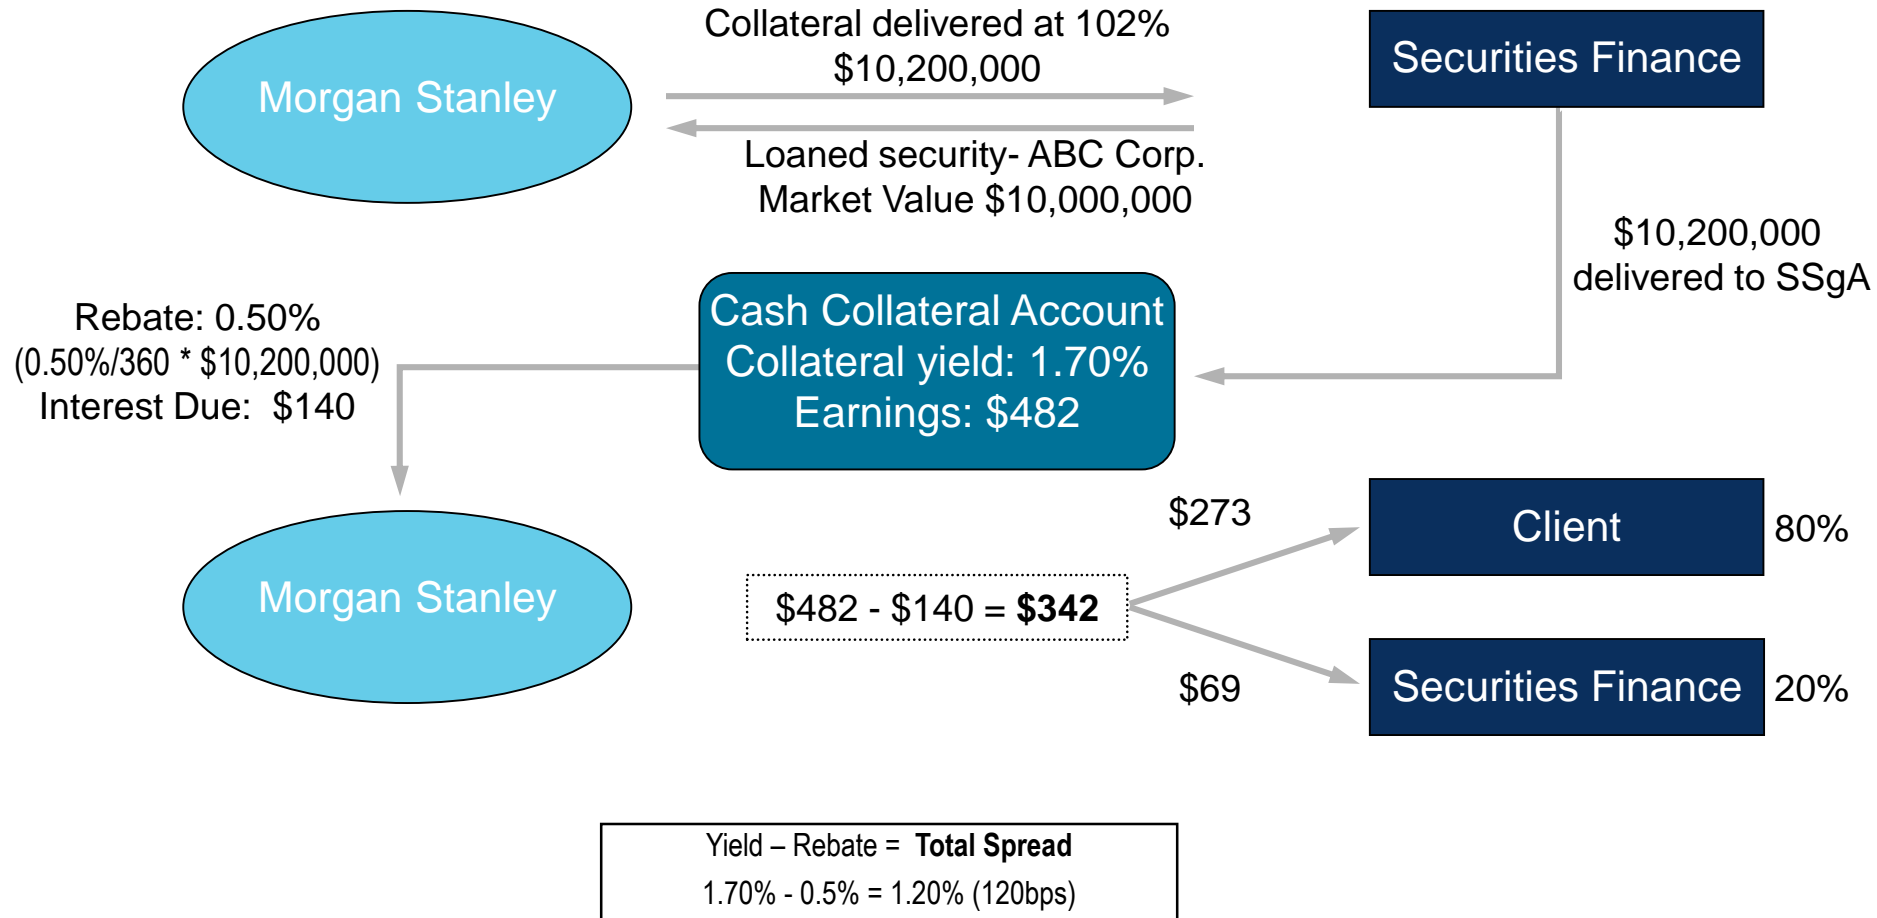 Collateral delivered at 102%
$10,200,000
Morgan Stanley
Securities Finance
Loaned security- ABC Corp.
Market Value $10,000,000
$10,200,000
delivered to SSgA
Rebate: 0.50%
(0.50%/360 * $10,200,000)
Interest Due: $140
Cash Collateral Account
Collateral yield: 1.70%
Earnings: $482
Morgan Stanley
$482 - $140 = $342
$273
Client
80%
$69
Securities Finance
20%
Yield – Rebate = Total Spread
1.70% - 0.5% = 1.20% (120bps)